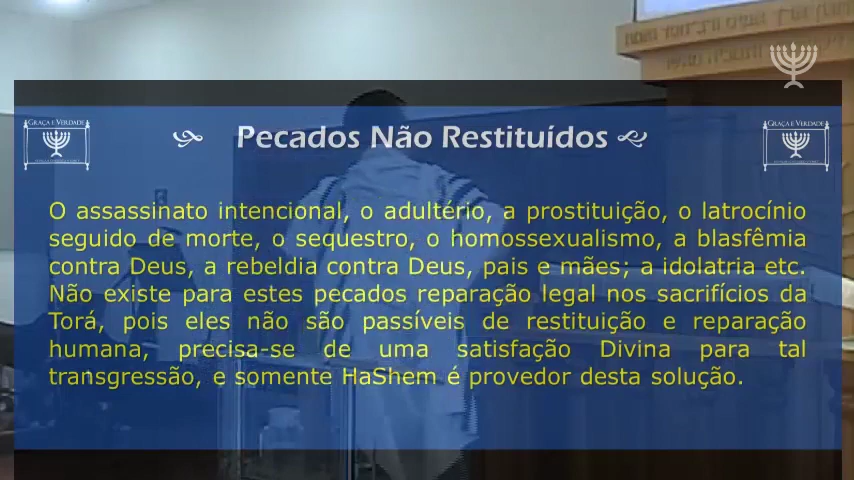 GRAÇA E VERDADE
GRAÇA E VERDADE
Pecados Não Restituídos
O assassinato intencional, o adultério, a prostituição, o latrocínio
seguido de morte, o sequestro, o homossexualismo, a blasfêmia
contra Deus, a rebeldia contra Deus, pais e mães; a idolatria etc.
Não existe para estes pecados reparação legal nos sacrifícios da
Torá, pois eles não são passíveis de restituição e reparação
humana, precisa-se de uma satisfação Divina para tal
transgressão, e somente HaShem é provedor desta solução.